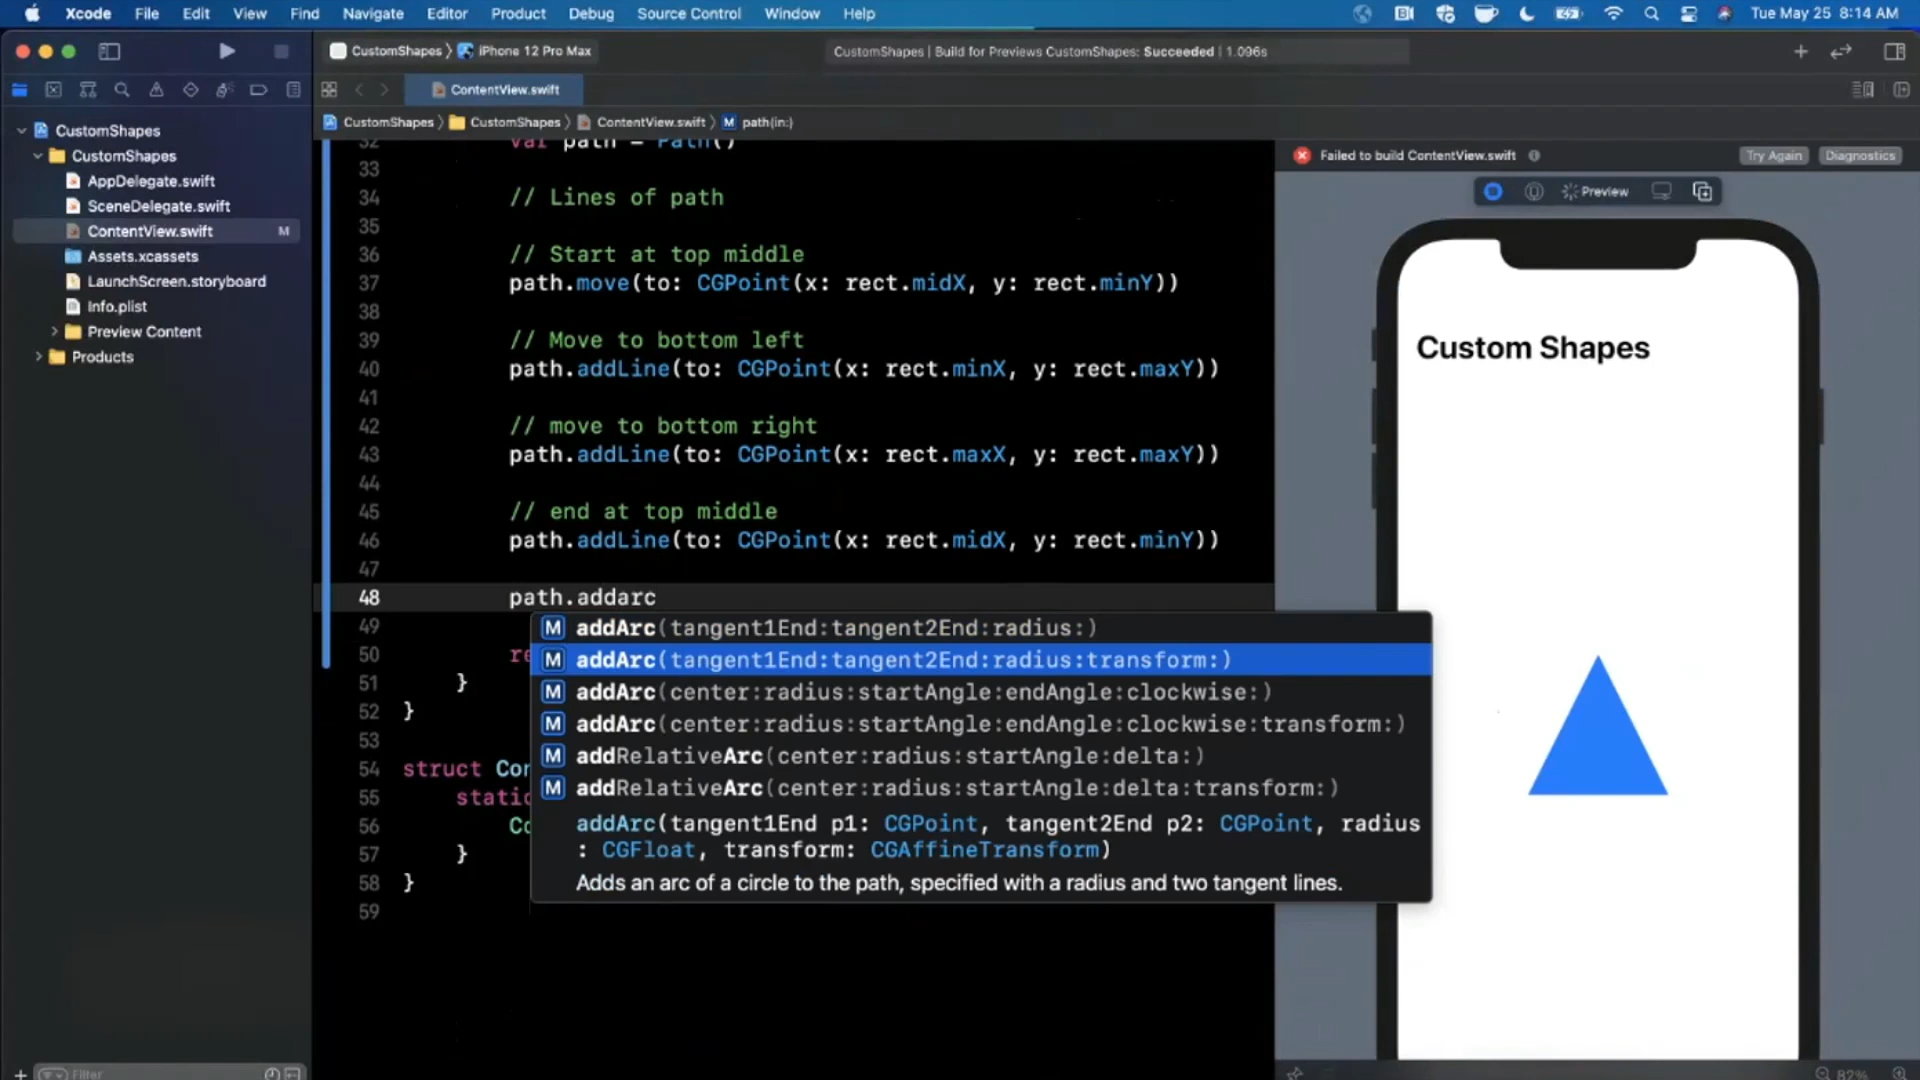 Xcode File Edit View Find Navigate Editor Product Debug Source Control Window Help Tue May 25 8:14 AM
CustomShapes iPhone 12 Pro Max
CustomShapes | Build for Previews CustomShapes: Succeeded | 1.096s
ContentView.swift
CustomShapes CustomShapes ContentView.swift M path(in:)
CustomShapes
CustomShapes
AppDelegate.swift
SceneDelegate.swift
ContentView.swift M
Assets.xcassets
LaunchScreen.storyboard
Info.plist
Preview Content
Products
Filter
32 var path = Path()
33
34 // Lines of path
35
36 // Start at top middle
37 path.move(to: CGPoint(x: rect.midX, y: rect.minY))
38
39 // Move to bottom left
40 path.addLine(to: CGPoint(x: rect.minX, y: rect.maxY))
41
42 // move to bottom right
43 path.addLine(to: CGPoint(x: rect.maxX, y: rect.maxY))
44
45 // end at top middle
46 path.addLine(to: CGPoint(x: rect.midX, y: rect.minY))
47
48 path.addarc
49
50 re
51 }
52 }
53
54 struct Con
55 static
56 Co
57 }
58 }
59
M addArc(tangent1End:tangent2End:radius:)
M addArc(tangent1End:tangent2End:radius:transform:)
M addArc(center:radius:startAngle:endAngle:clockwise:)
M addArc(center:radius:startAngle:endAngle:clockwise:transform:)
M addRelativeArc(center:radius:startAngle:delta:)
M addRelativeArc(center:radius:startAngle:delta:transform:)
addArc(tangent1End p1: CGPoint, tangent2End p2: CGPoint, radius
: CGFloat, transform: CGAffineTransform)
Adds an arc of a circle to the path, specified with a radius and two tangent lines.
Failed to build ContentView.swift Try Again Diagnostics
Preview
Custom Shapes
82%